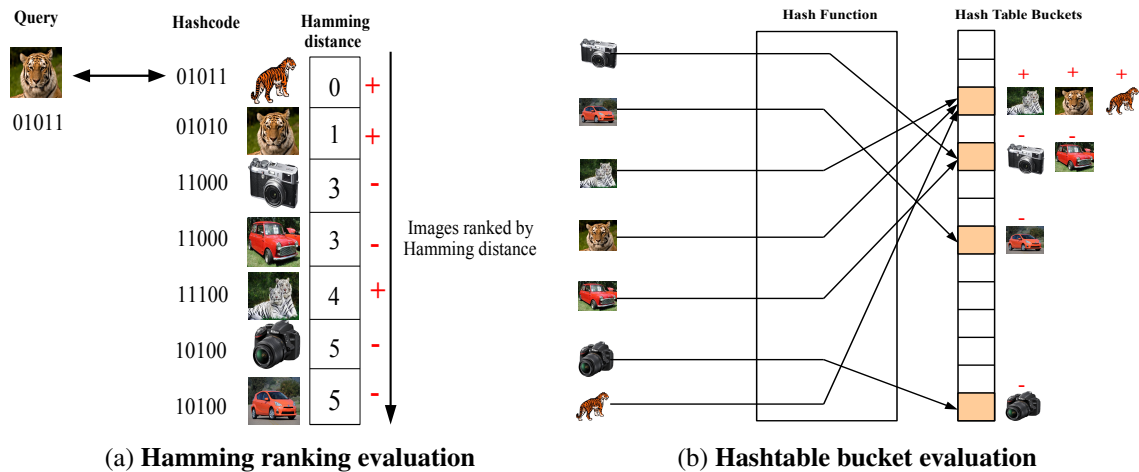 Query
Hashcode
Hamming
distance
01011
01011
0
+
01010
1
+
11000
3
-
11000
3
-
11100
4
+
10100
5
-
10100
5
-
Images ranked by
Hamming distance
(a) Hamming ranking evaluation
Hash Function
Hash Table Buckets
+ + +
- -
-
-
(b) Hashtable bucket evaluation